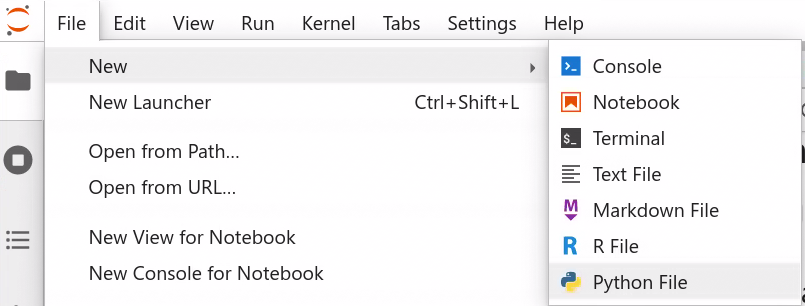 File Edit View Run Kernel Tabs Settings Help
New
New Launcher Ctrl+Shift+L
Open from Path...
Open from URL...
New View for Notebook
New Console for Notebook
Console
Notebook
$_ Terminal
Text File
M Markdown File
R R File
Python File